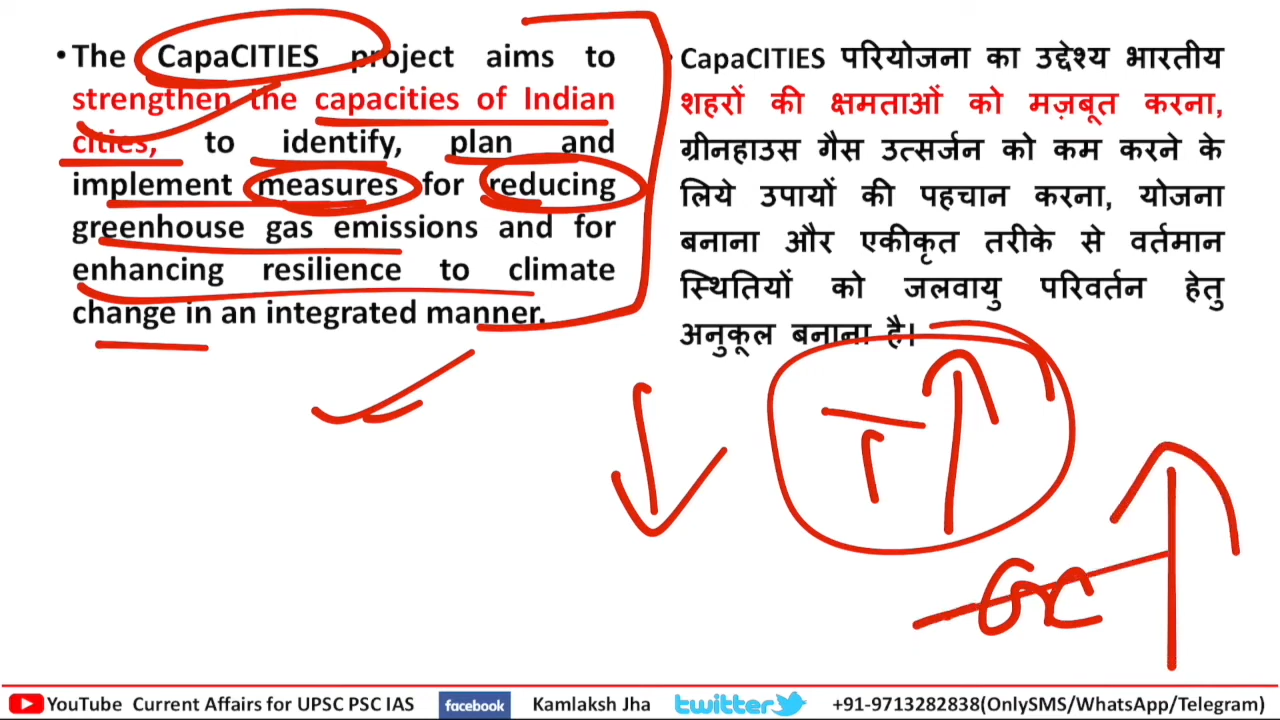 • The CapaCITIES project aims to
strengthen the capacities of Indian
cities, to identify, plan and
implement measures for reducing
greenhouse gas emissions and for
enhancing resilience to climate
change in an integrated manner.
CapaCITIES परियोजना का उद्देश्य भारतीय
शहरों की क्षमताओं को मज़बूत करना,
ग्रीनहाउस गैस उत्सर्जन को कम करने के
लिये उपायों की पहचान करना, योजना
बनाना और एकीकृत तरीके से वर्तमान
स्थितियों को जलवायु परिवर्तन हेतु
अनुकूल बनाना है।
YouTube Current Affairs for UPSC PSC IAS facebook Kamlaksh Jha twitter +91-9713282838(OnlySMS/WhatsApp/Telegram)